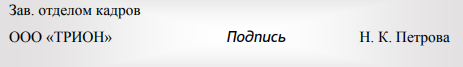 Зав. отделом кадров
ООО «ТРИОН» Подпись Н. К. Петрова